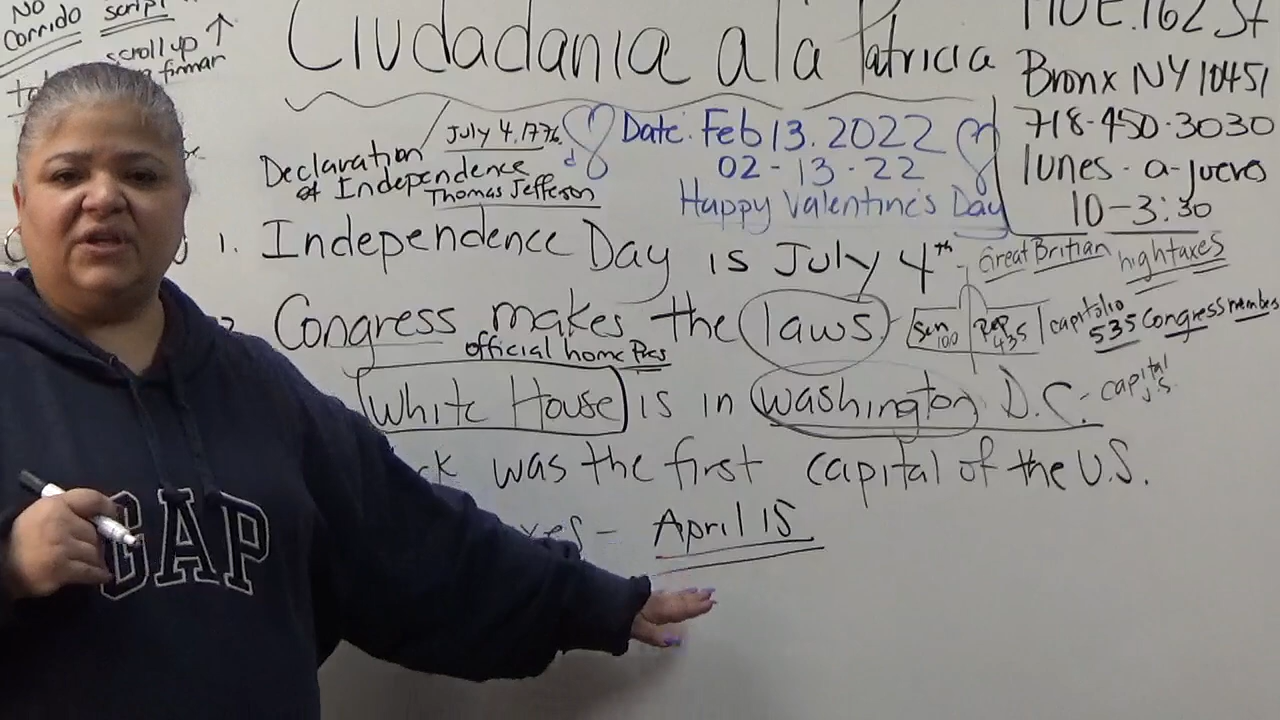 No
Corrido
script
scroll up ↑
firmar
Ciudadania a la Patricia
110 E. 162 St
Bronx NY 10451
718-450-3030
lunes - a - jueves
10-3:30
July 4, 1776
Declaration
of Independence
Thomas Jefferson
Date: Feb 13. 2022
02-13-22
Happy Valentine's Day
1. Independence Day is July 4th - Great Britian high taxes
Congress makes the laws. Sen 100 Rep 435 capitolio 535 Congress members
official home Pres
White House is in Washington D.C. - capital U.S.
was the first capital of the U.S.
- April 15
GAP